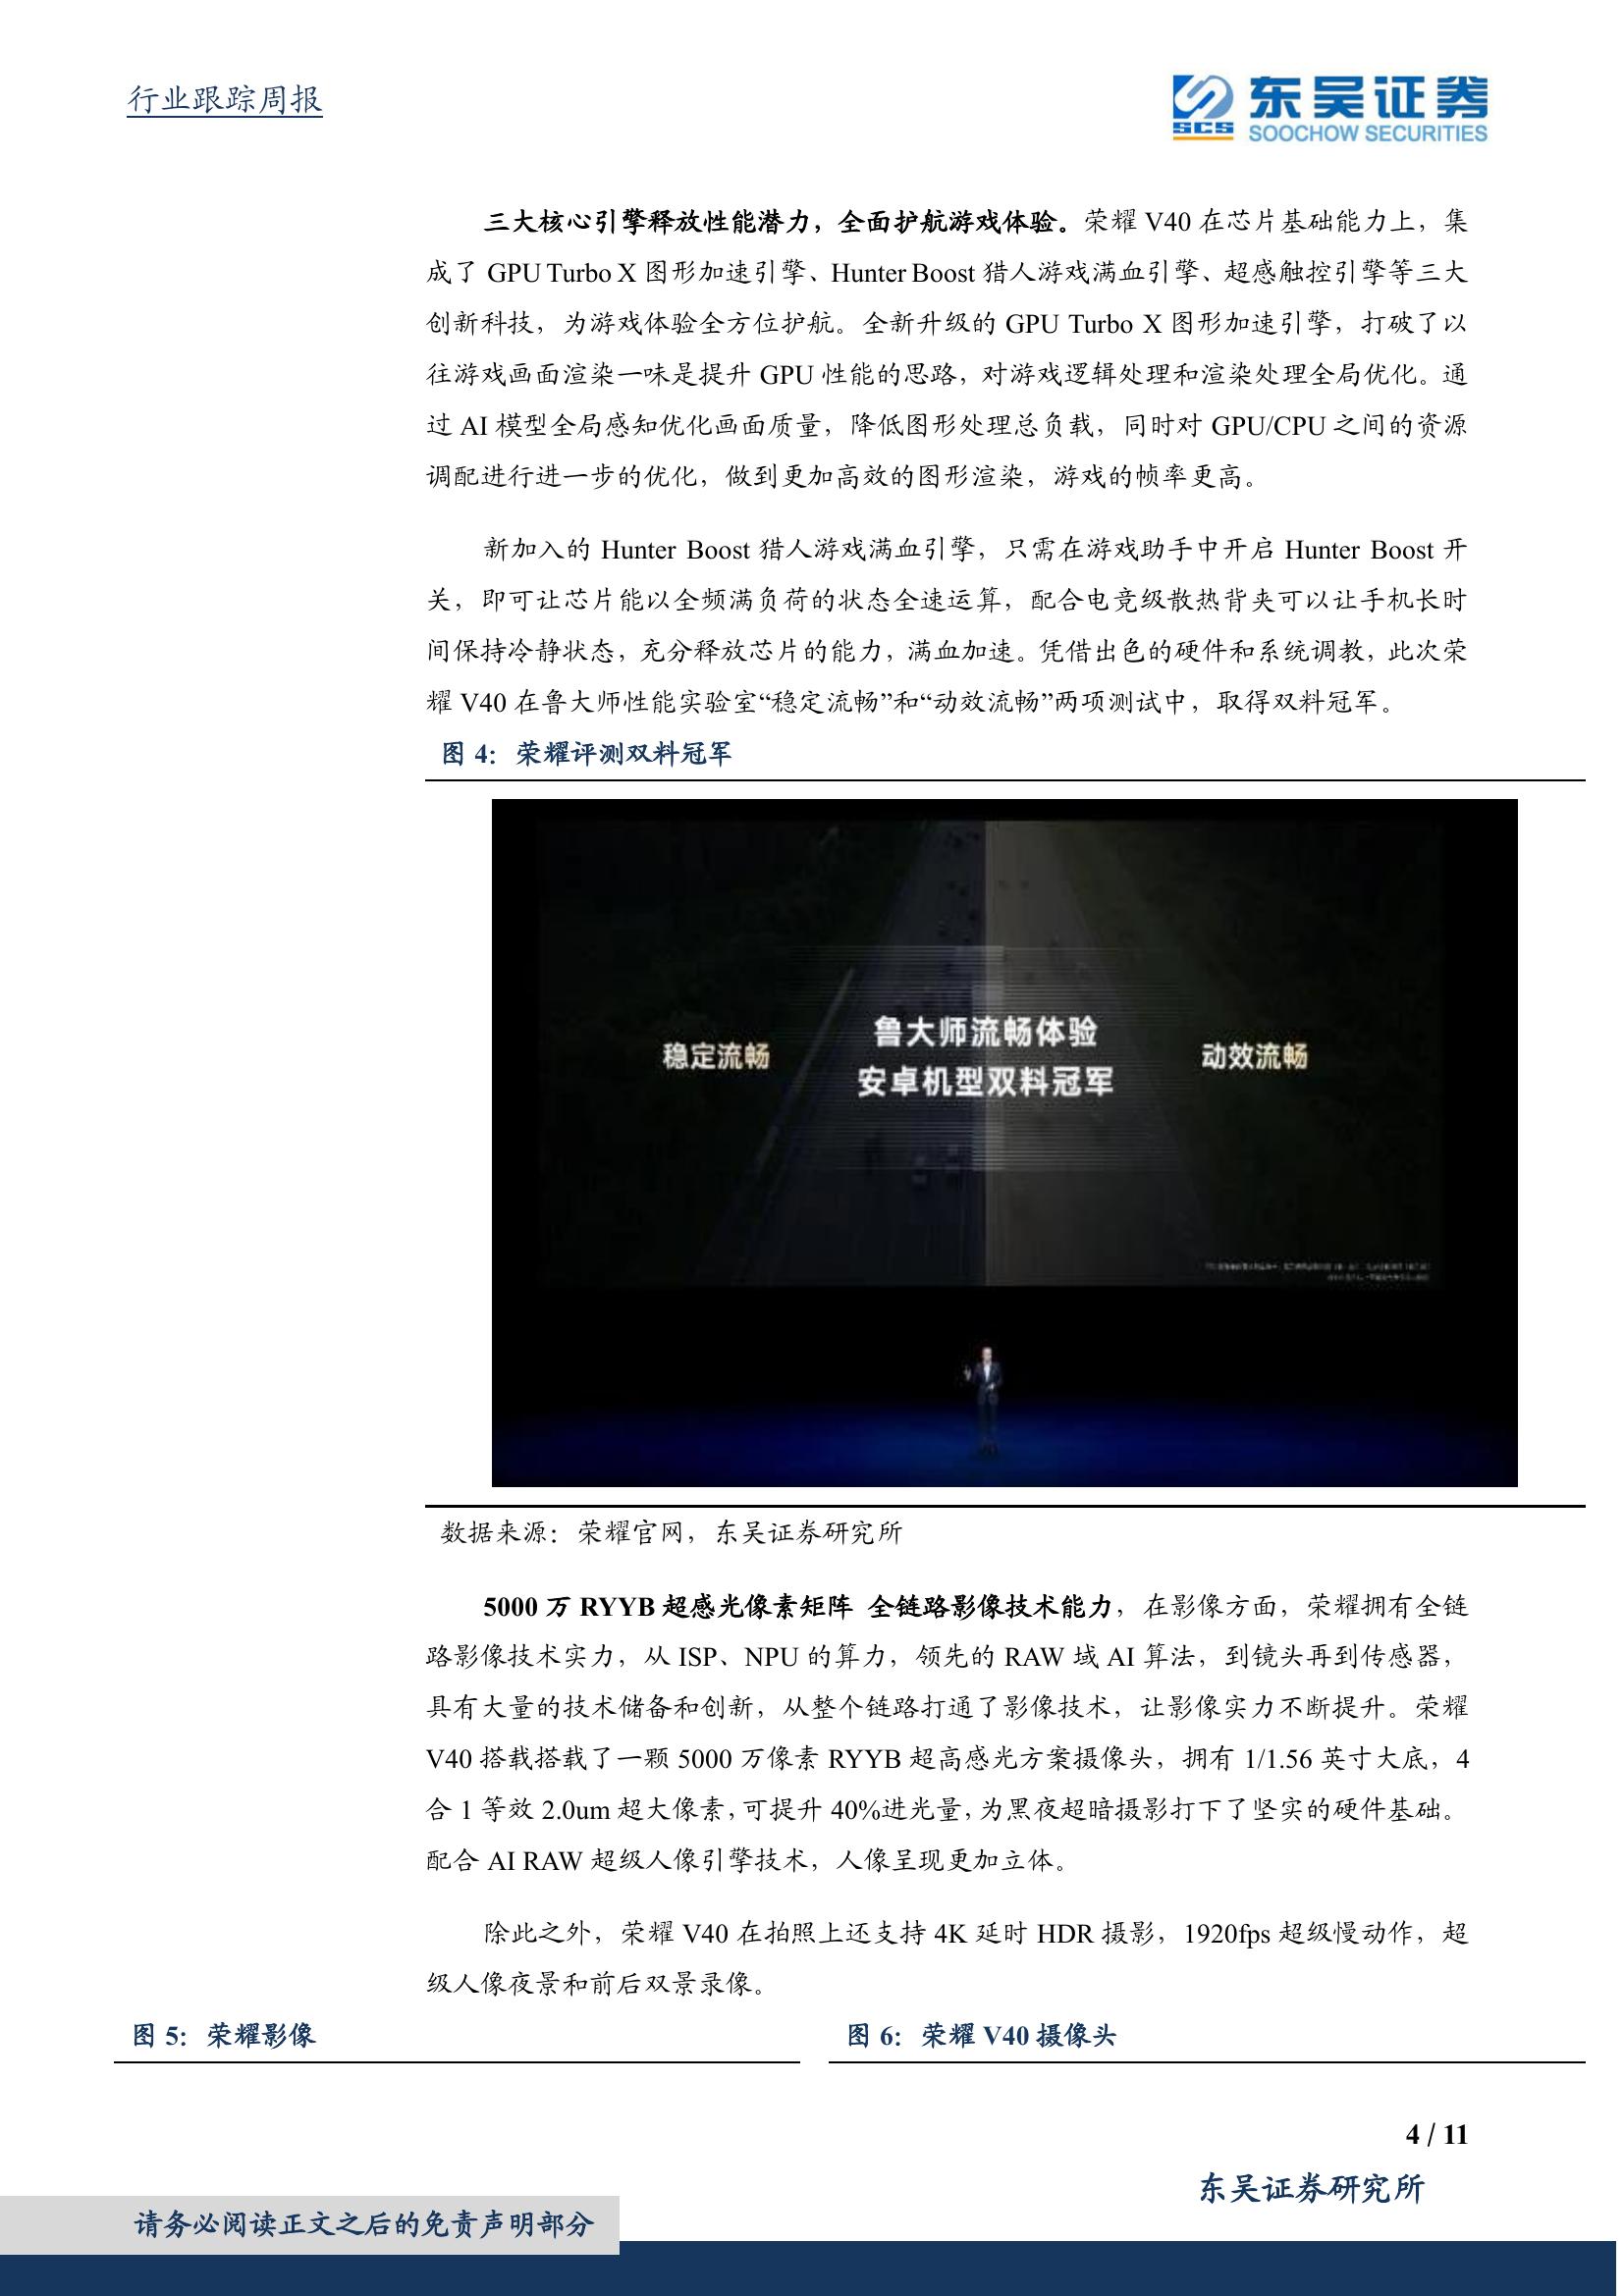 行业跟踪周报
SCS
东吴证券
SOOCHOW SECURITIES
三大核心引擎释放性能潜力，全面护航游戏体验。荣耀 V40 在芯片基础能力上，集
成了 GPU Turbo X 图形加速引擎、Hunter Boost 猎人游戏满血引擎、超感触控引擎等三大
创新科技，为游戏体验全方位护航。全新升级的 GPU Turbo X 图形加速引擎，打破了以
往游戏画面渲染一味是提升 GPU 性能的思路，对游戏逻辑处理和渲染处理全局优化。通
过 AI 模型全局感知优化画面质量，降低图形处理总负载，同时对 GPU/CPU 之间的资源
调配进行进一步的优化，做到更加高效的图形渲染，游戏的帧率更高。
新加入的 Hunter Boost 猎人游戏满血引擎，只需在游戏助手中开启 Hunter Boost 开
关，即可让芯片能以全频满负荷的状态全速运算，配合电竞级散热背夹可以让手机长时
间保持冷静状态，充分释放芯片的能力，满血加速。凭借出色的硬件和系统调教，此次荣
耀 V40 在鲁大师性能实验室“稳定流畅”和“动效流畅”两项测试中，取得双料冠军。
图 4：荣耀评测双料冠军
稳定流畅
鲁大师流畅体验
安卓机型双料冠军
动效流畅
数据来源：荣耀官网，东吴证券研究所
5000 万 RYYB 超感光像素矩阵 全链路影像技术能力，在影像方面，荣耀拥有全链
路影像技术实力，从 ISP、NPU 的算力，领先的 RAW 域 AI 算法，到镜头再到传感器，
具有大量的技术储备和创新，从整个链路打通了影像技术，让影像实力不断提升。荣耀
V40 搭载搭载了一颗 5000 万像素 RYYB 超高感光方案摄像头，拥有 1/1.56 英寸大底，4
合 1 等效 2.0um 超大像素，可提升 40%进光量，为黑夜超暗摄影打下了坚实的硬件基础。
配合 AI RAW 超级人像引擎技术，人像呈现更加立体。
除此之外，荣耀 V40 在拍照上还支持 4K 延时 HDR 摄影，1920fps 超级慢动作，超
级人像夜景和前后双景录像。
图 5：荣耀影像
图 6：荣耀 V40 摄像头
4 / 11
东吴证券研究所
请务必阅读正文之后的免责声明部分